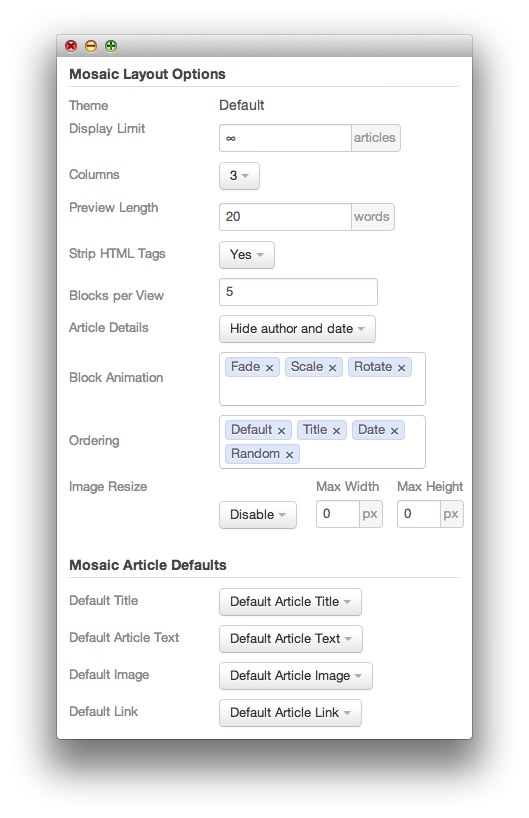 Mosaic Layout Options
Theme Default
Display Limit ∞ articles
Columns 3
Preview Length 20 words
Strip HTML Tags Yes
Blocks per View 5
Article Details Hide author and date
Block Animation Fade × Scale × Rotate ×
Ordering Default × Title × Date ×
Random ×
Image Resize Max Width Max Height
Disable 0 px 0 px
Mosaic Article Defaults
Default Title Default Article Title
Default Article Text Default Article Text
Default Image Default Article Image
Default Link Default Article Link